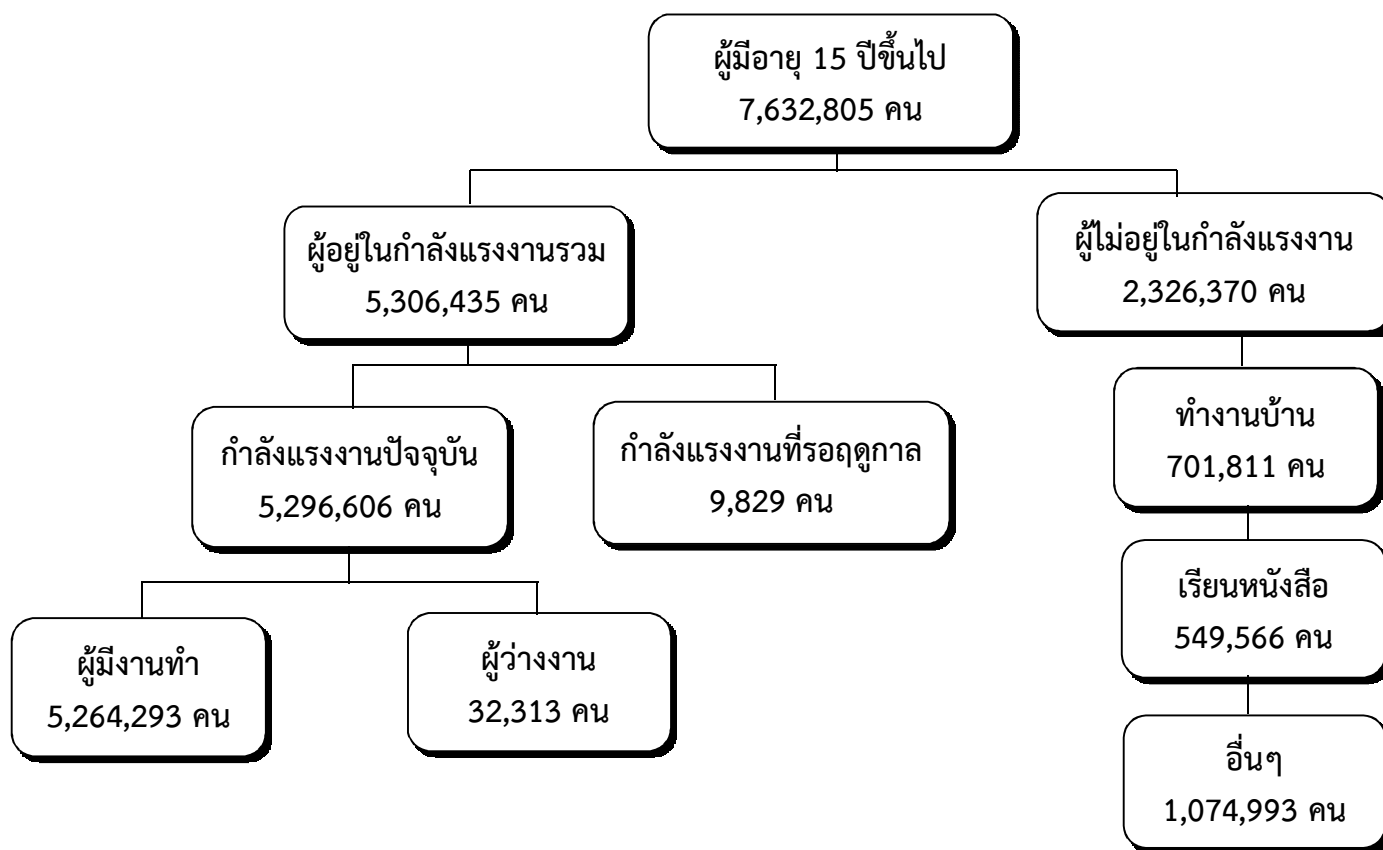 ผู้มีอายุ 15 ปีขึ้นไป
7,632,805 คน
ผู้อยู่ในกำลังแรงงานรวม
5,306,435 คน
ผู้ไม่อยู่ในกำลังแรงงาน
2,326,370 คน
กำลังแรงงานปัจจุบัน
5,296,606 คน
กำลังแรงงานที่รอฤดูกาล
9,829 คน
ทำงานบ้าน
701,811 คน
เรียนหนังสือ
549,566 คน
ผู้มีงานทำ
5,264,293 คน
ผู้ว่างงาน
32,313 คน
อื่นๆ
1,074,993 คน